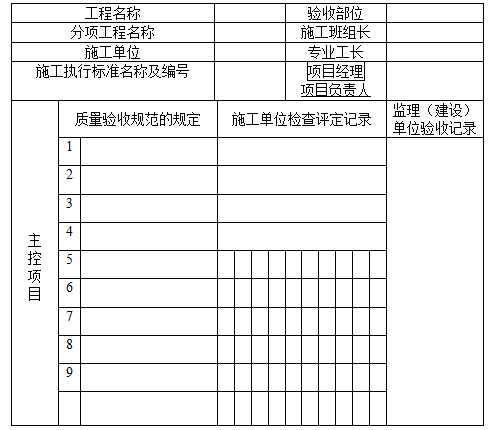 工程名称 验收部位
分项工程名称 施工班组长
施工单位 专业工长
施工执行标准名称及编号 项目经理
项目负责人
质量验收规范的规定 施工单位检查评定记录 监理（建设）
单位验收记录
主控项目
1
2
3
4
5
6
7
8
9